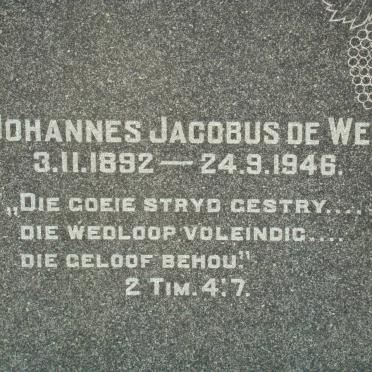 JOHANNES JACOBUS DE WE
3.11.1892 — 24.9.1946.
„DIE GOEIE STRYD GESTRY....,
DIE WEDLOOP VOLEINDIG....
DIE GELOOF BEHOU."
2 TIM. 4:7.